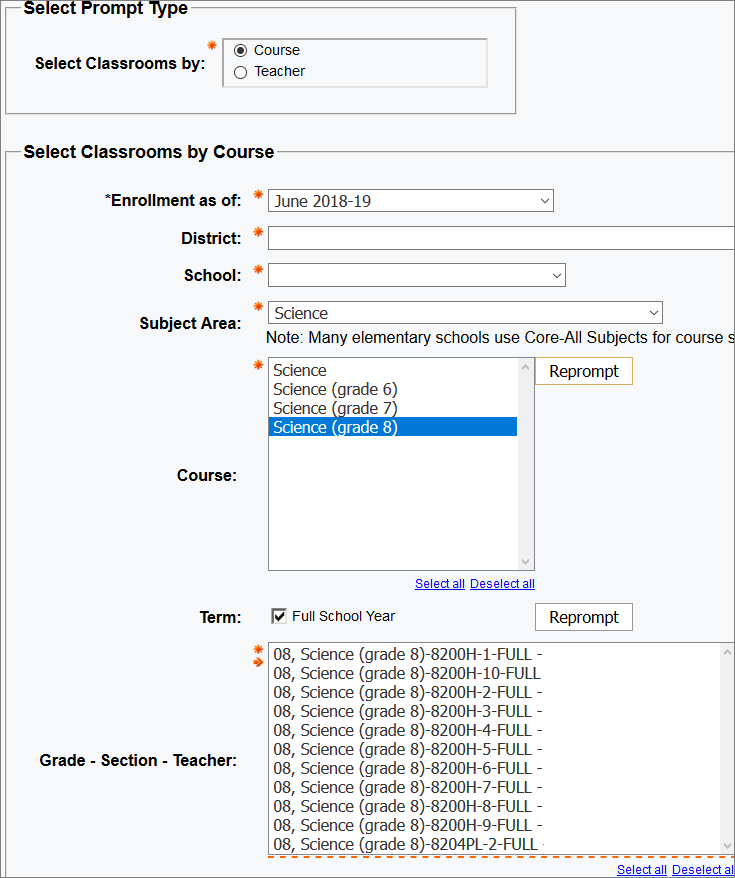 Select Prompt Type
Select Classrooms by:
Course
Teacher
Select Classrooms by Course
*Enrollment as of:
June 2018-19
District:
School:
Subject Area:
Science
Note: Many elementary schools use Core-All Subjects for course s
Course:
Science
Science (grade 6)
Science (grade 7)
Science (grade 8)
Reprompt
Select all Deselect all
Term:
Full School Year
Reprompt
Grade - Section - Teacher:
08, Science (grade 8)-8200H-1-FULL -
08, Science (grade 8)-8200H-10-FULL
08, Science (grade 8)-8200H-2-FULL -
08, Science (grade 8)-8200H-3-FULL -
08, Science (grade 8)-8200H-4-FULL -
08, Science (grade 8)-8200H-5-FULL -
08, Science (grade 8)-8200H-6-FULL -
08, Science (grade 8)-8200H-7-FULL -
08, Science (grade 8)-8200H-8-FULL -
08, Science (grade 8)-8200H-9-FULL -
08, Science (grade 8)-8204PL-2-FULL -
Select all Deselect al